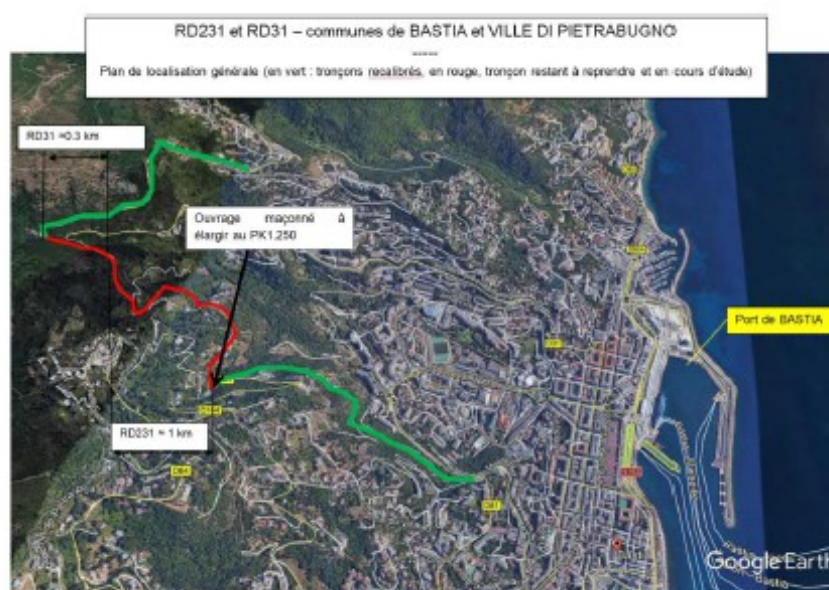 RD231 et RD31 – communes de BASTIA et VILLE DI PIETRABUGNO
-----
Plan de localisation générale (en vert : tronçons recalibrés, en rouge, tronçon restant à reprendre et en cours d'étude)
RD31 ≈0.3 km
Ouvrage maçonné à
élargir au PK1.250
Port de BASTIA
RD231 ≈ 1 km
D64
D81
Google Earth